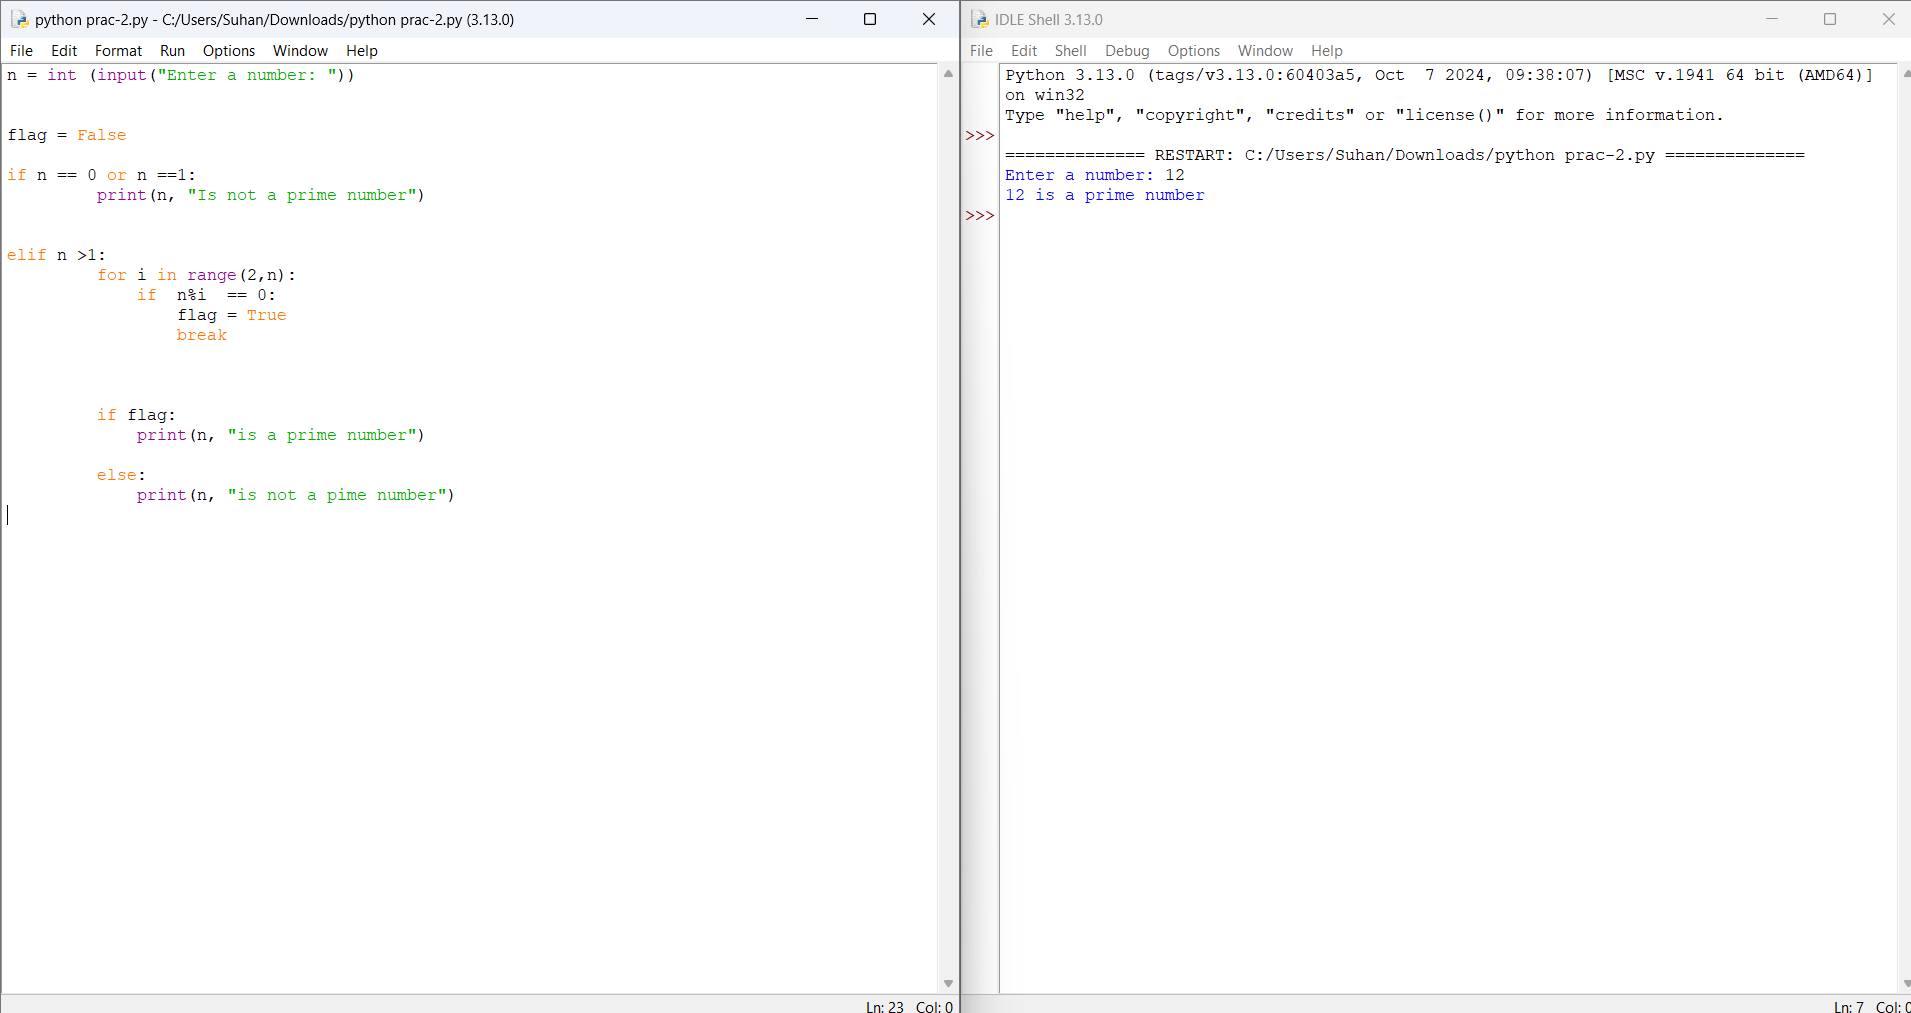 python prac-2.py - C:/Users/Suhan/Downloads/python prac-2.py (3.13.0)
File Edit Format Run Options Window Help
n = int (input("Enter a number: "))
flag = False
if n == 0 or n ==1:
print(n, "Is not a prime number")
elif n >1:
for i in range(2,n):
if  n%i  == 0:
flag = True
break
if flag:
print(n, "is a prime number")
else:
print(n, "is not a pime number")
Ln: 23 Col: 0
IDLE Shell 3.13.0
File Edit Shell Debug Options Window Help
Python 3.13.0 (tags/v3.13.0:60403a5, Oct  7 2024, 09:38:07) [MSC v.1941 64 bit (AMD64)]
on win32
Type "help", "copyright", "credits" or "license()" for more information.
>>>
============== RESTART: C:/Users/Suhan/Downloads/python prac-2.py ==============
Enter a number: 12
12 is a prime number
>>>
Ln: 7 Col: 0